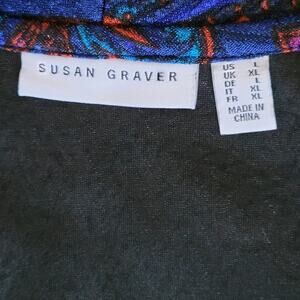 SUSAN GRAVER
US L
UK XL
DE L
IT XL
FR XL
MADE IN
CHINA